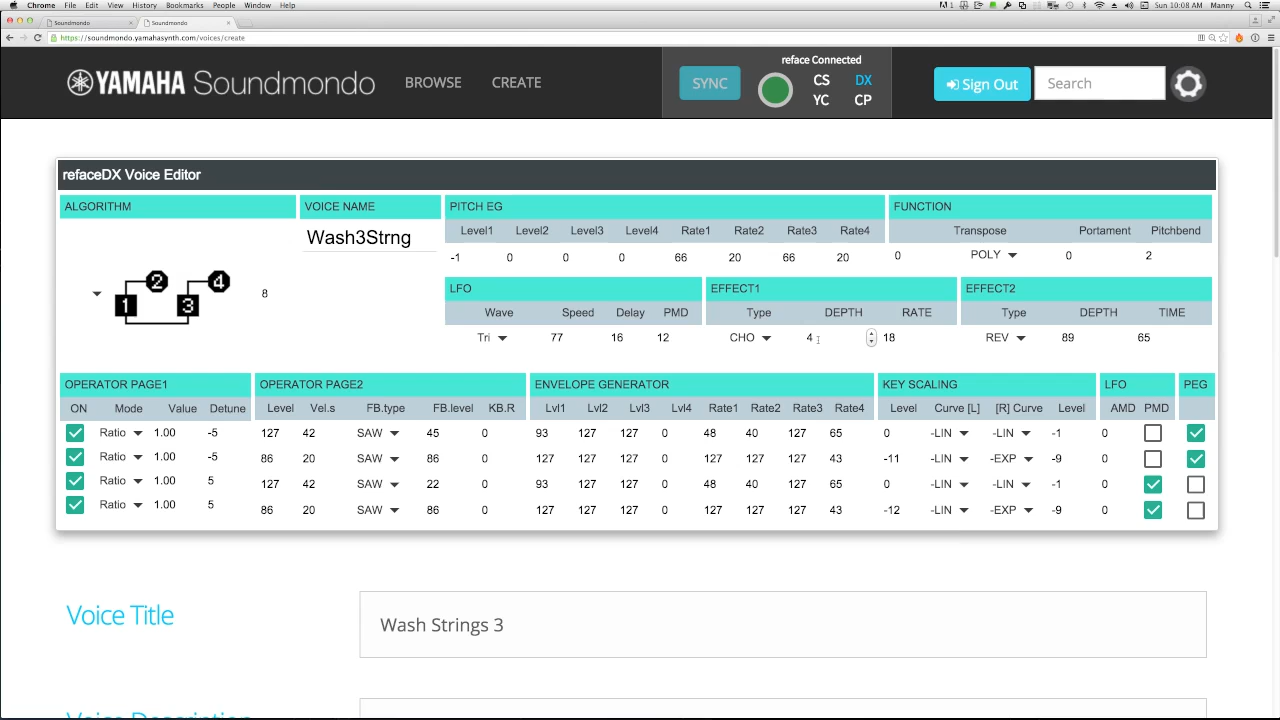 Chrome File Edit View History Bookmarks People Window Help
1 Sun 10:08 AM Manny
Soundmondo × Soundmondo ×
https://soundmondo.yamahasynth.com/voices/create
YAMAHA Soundmondo BROWSE CREATE SYNC reface Connected CS DX YC CP Sign Out Search
refaceDX Voice Editor
ALGORITHM VOICE NAME PITCH EG FUNCTION
Level1 Level2 Level3 Level4 Rate1 Rate2 Rate3 Rate4 Transpose Portament Pitchbend
Wash3Strng
-1 0 0 0 66 20 66 20 0 POLY 0 2
LFO EFFECT1 EFFECT2
Wave Speed Delay PMD Type DEPTH RATE Type DEPTH TIME
1 2 3 4 8
Tri 77 16 12 CHO 4 18 REV 89 65
OPERATOR PAGE1 OPERATOR PAGE2 ENVELOPE GENERATOR KEY SCALING LFO PEG
ON Mode Value Detune Level Vel.s FB.type FB.level KB.R Lvl1 Lvl2 Lvl3 Lvl4 Rate1 Rate2 Rate3 Rate4 Level Curve [L] [R] Curve Level AMD PMD
Ratio 1.00 -5 127 42 SAW 45 0 93 127 127 0 48 40 127 65 0 -LIN -LIN -1 0
Ratio 1.00 -5 86 20 SAW 86 0 127 127 127 0 127 127 127 43 -11 -LIN -EXP -9 0
Ratio 1.00 5 127 42 SAW 22 0 93 127 127 0 48 40 127 65 0 -LIN -LIN -1 0
Ratio 1.00 5 86 20 SAW 86 0 127 127 127 0 127 127 127 43 -12 -LIN -EXP -9 0
Voice Title Wash Strings 3
Voice Description